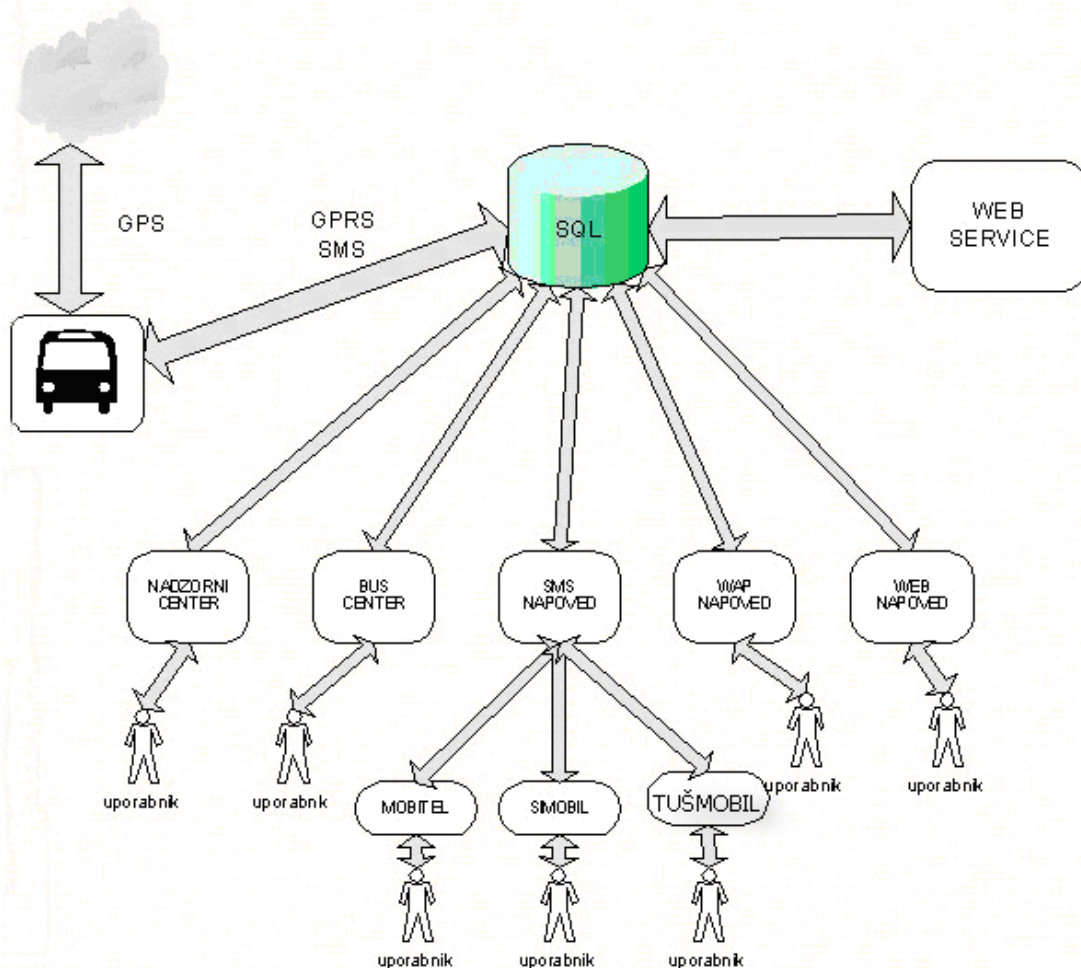 GPS
GPRS
SMS
SQL
WEB
SERVICE
NADZORNI
CENTER
BUS
CENTER
SMS
NAPOVED
WAP
NAPOVED
WEB
NAPOVED
uporabnik
uporabnik
uporabnik
uporabnik
MOBITEL
SIMOBIL
TUŠMOBIL
uporabnik
uporabnik
uporabnik